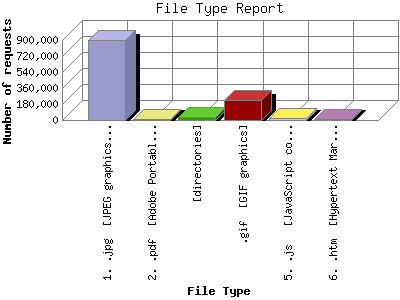 File Type Report
Number of requests
900,000
720,000
540,000
360,000
180,000
0
1. .jpg [JPEG graphics...
2. .pdf [Adobe Portabl...
[directories]
.gif [GIF graphics]
5. .js [JavaScript co...
6. .htm [Hypertext Mar...
File Type